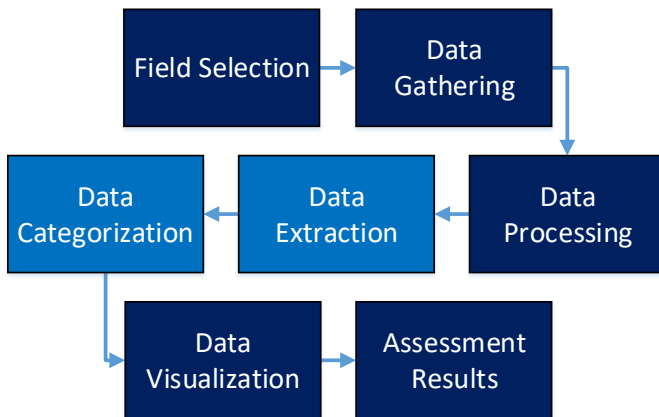 Field Selection
Data
Gathering
Data
Processing
Data
Extraction
Data
Categorization
Data
Visualization
Assessment
Results